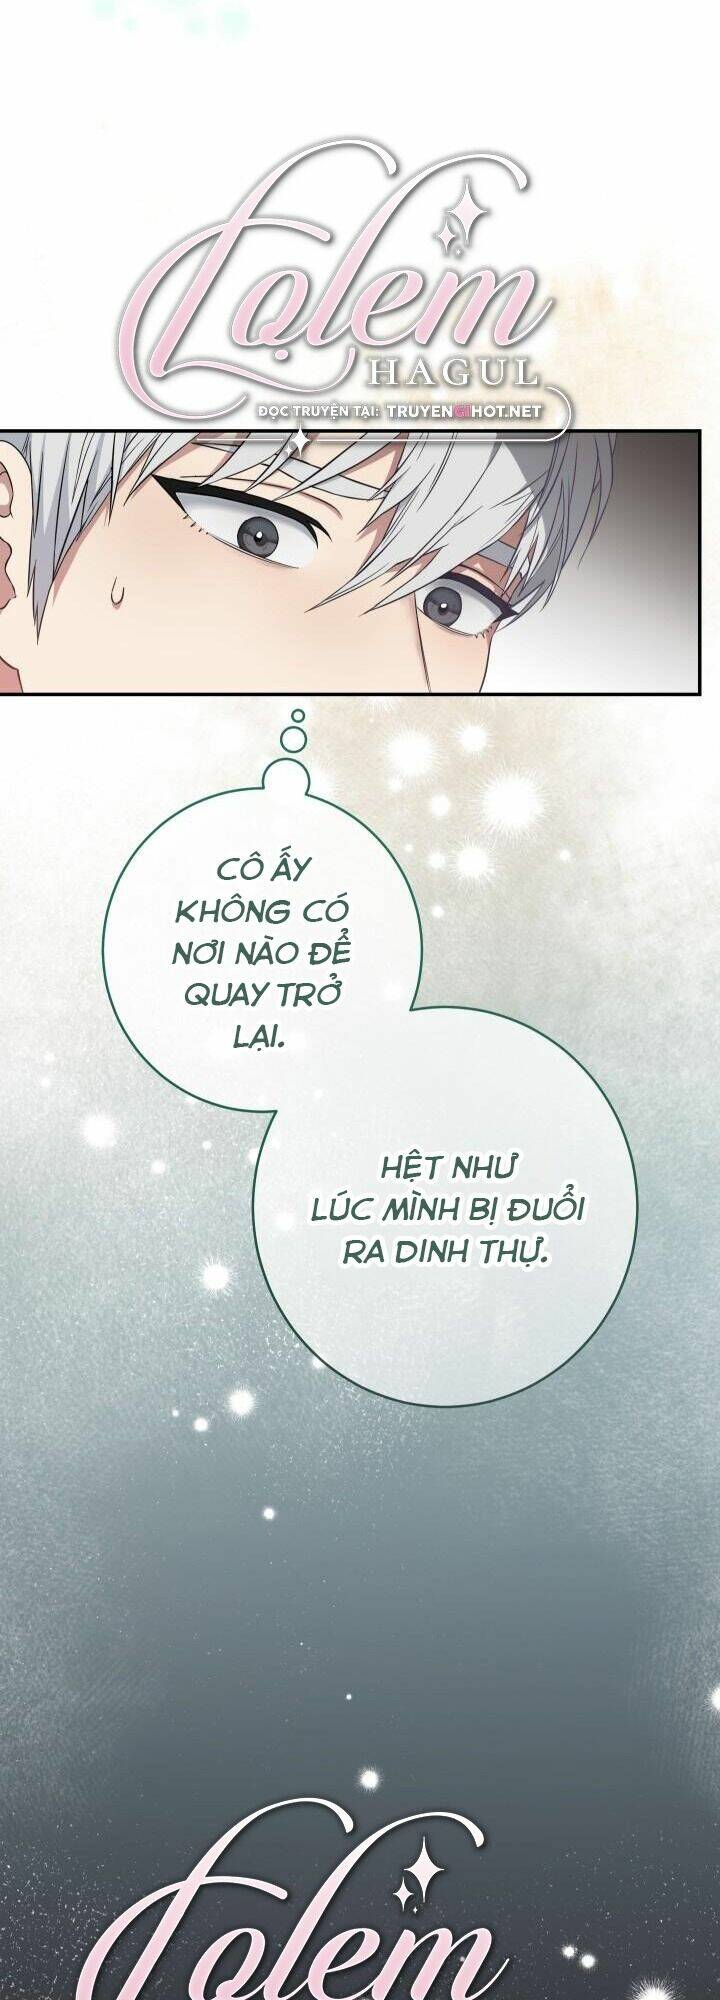 Lọlem
HAGUL
ĐỌC TRUYỆN TẠI: TRUYENGIHOT.NET
CÔ ẤY
KHÔNG CÓ
NƠI NÀO ĐỂ
QUAY TRỞ
LẠI.
HỆT NHƯ
LÚC MÌNH BỊ ĐUỔI
RA DINH THỰ.
Lolem